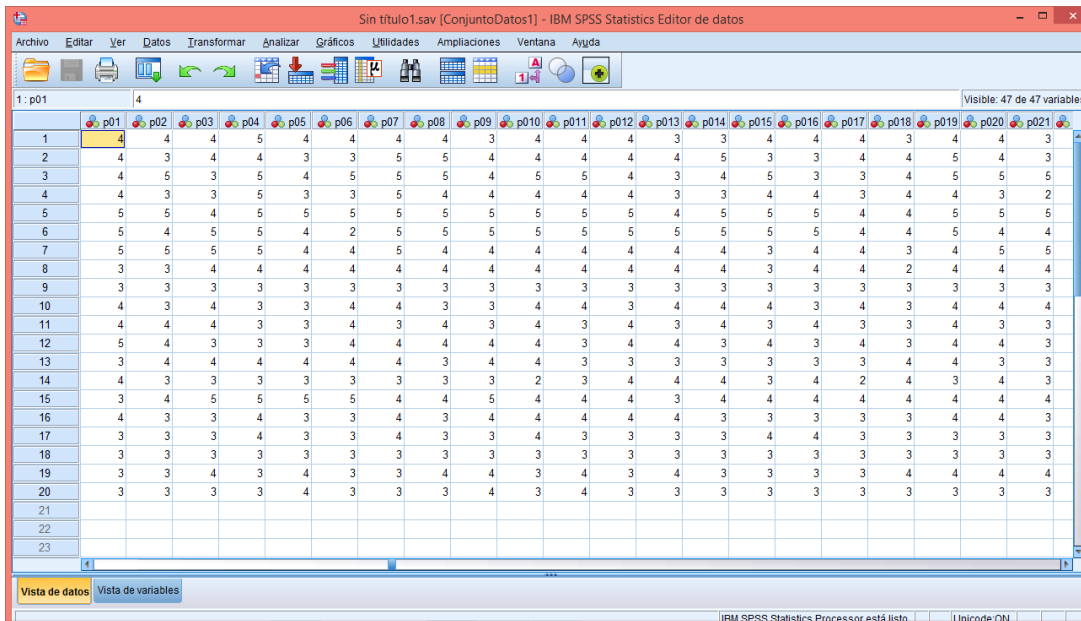 Sin título1.sav [ConjuntoDatos1] - IBM SPSS Statistics Editor de datos
Archivo Editar Ver Datos Transformar Analizar Gráficos Utilidades Ampliaciones Ventana Ayuda
1 : p01 4 Visible: 47 de 47 variables
p01 p02 p03 p04 p05 p06 p07 p08 p09 p010 p011 p012 p013 p014 p015 p016 p017 p018 p019 p020 p021
1 4 4 4 5 4 4 4 4 3 4 4 4 3 3 4 4 4 3 4 4 3
2 4 3 4 4 3 3 5 5 4 4 4 4 4 5 3 3 4 4 5 4 3
3 4 5 3 5 4 5 5 5 4 5 5 4 3 4 5 3 3 4 5 5 5
4 4 3 3 5 3 3 5 4 4 4 4 4 3 3 4 4 3 4 4 3 2
5 5 5 4 5 5 5 5 5 5 5 5 5 4 5 5 5 4 4 5 5 5
6 5 4 5 5 4 2 5 5 5 5 5 5 5 5 5 5 4 4 5 4 4
7 5 5 5 5 4 4 5 4 4 4 4 4 4 4 3 4 4 3 4 5 5
8 3 3 4 4 4 4 4 4 4 4 4 4 4 4 3 4 4 2 4 4 4
9 3 3 3 3 3 3 3 3 3 3 3 3 3 3 3 3 3 3 3 3 3
10 4 3 4 3 3 4 4 3 3 4 4 3 4 4 4 3 4 3 4 4 4
11 4 4 4 3 3 4 3 4 3 4 3 4 3 4 3 4 3 3 4 3 3
12 5 4 3 3 3 4 4 4 4 4 3 4 4 3 4 3 4 3 4 3 3
13 3 4 4 4 4 4 4 3 4 4 3 3 3 3 3 3 3 4 4 3 3
14 4 3 3 3 3 3 3 3 3 2 3 4 4 4 3 4 2 4 3 4 3
15 3 4 5 5 5 5 4 4 5 4 4 4 3 4 4 4 4 4 4 4 4
16 4 3 3 4 3 3 4 3 4 4 4 4 4 3 3 3 3 3 4 4 3
17 3 3 3 4 3 3 4 3 3 4 3 3 3 3 4 4 3 3 3 3 3
18 3 3 3 3 3 3 3 3 3 3 3 3 3 3 3 3 3 3 3 3 3
19 3 3 4 3 4 3 3 4 4 3 4 3 4 3 3 3 3 4 4 4 4
20 3 3 3 3 4 3 3 3 4 3 4 3 3 3 3 3 3 3 3 3 3
21
22
23
Vista de datos Vista de variables
IBM SPSS Statistics Processor está listo Unicode:ON